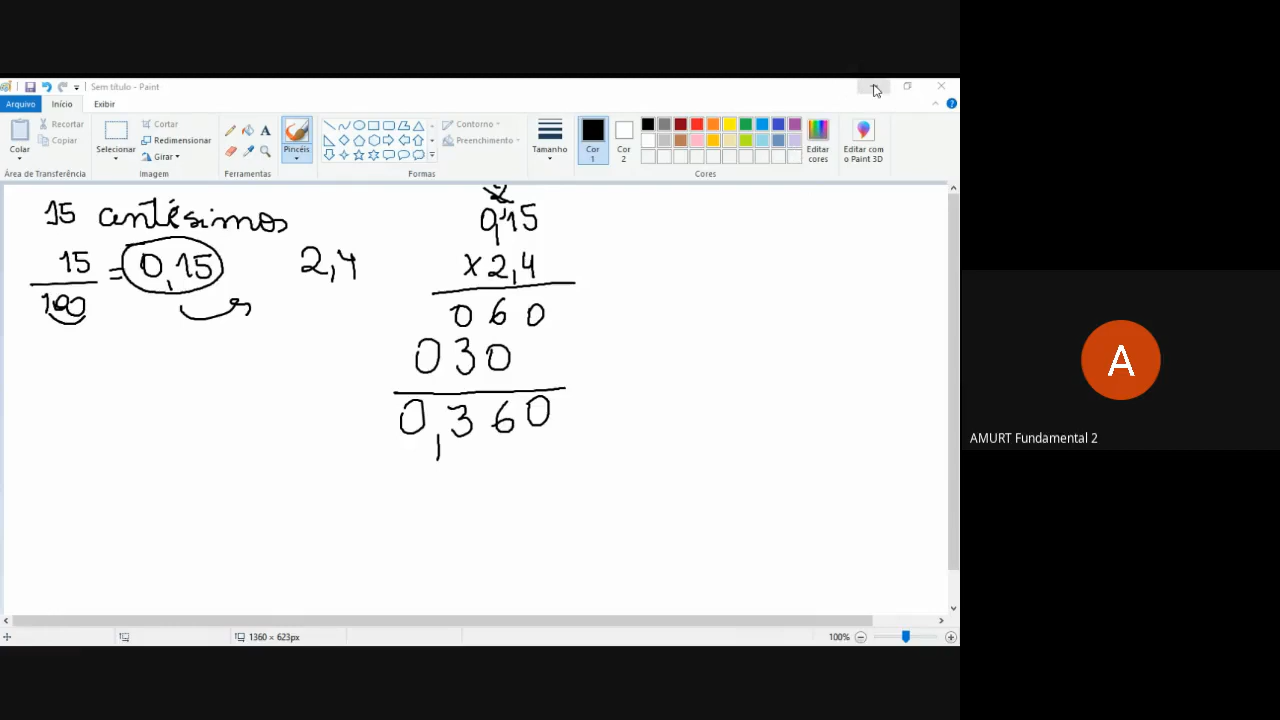 Sem título - Paint
Arquivo Início Exibir
Colar
Recortar
Copiar
Área de Transferência
Selecionar
Cortar
Redimensionar
Girar
Imagem
A
Ferramentas
Pincéis
Contorno
Preenchimento
Formas
Tamanho
Cor 1
Cor 2
Editar cores
Editar com o Paint 3D
Cores
15 centésimos
15
100
= 0,15
2,4
0,15
x 2,4
0 6 0
0 3 0
0,3 6 0
1360 × 623px
100%
A
AMURT Fundamental 2